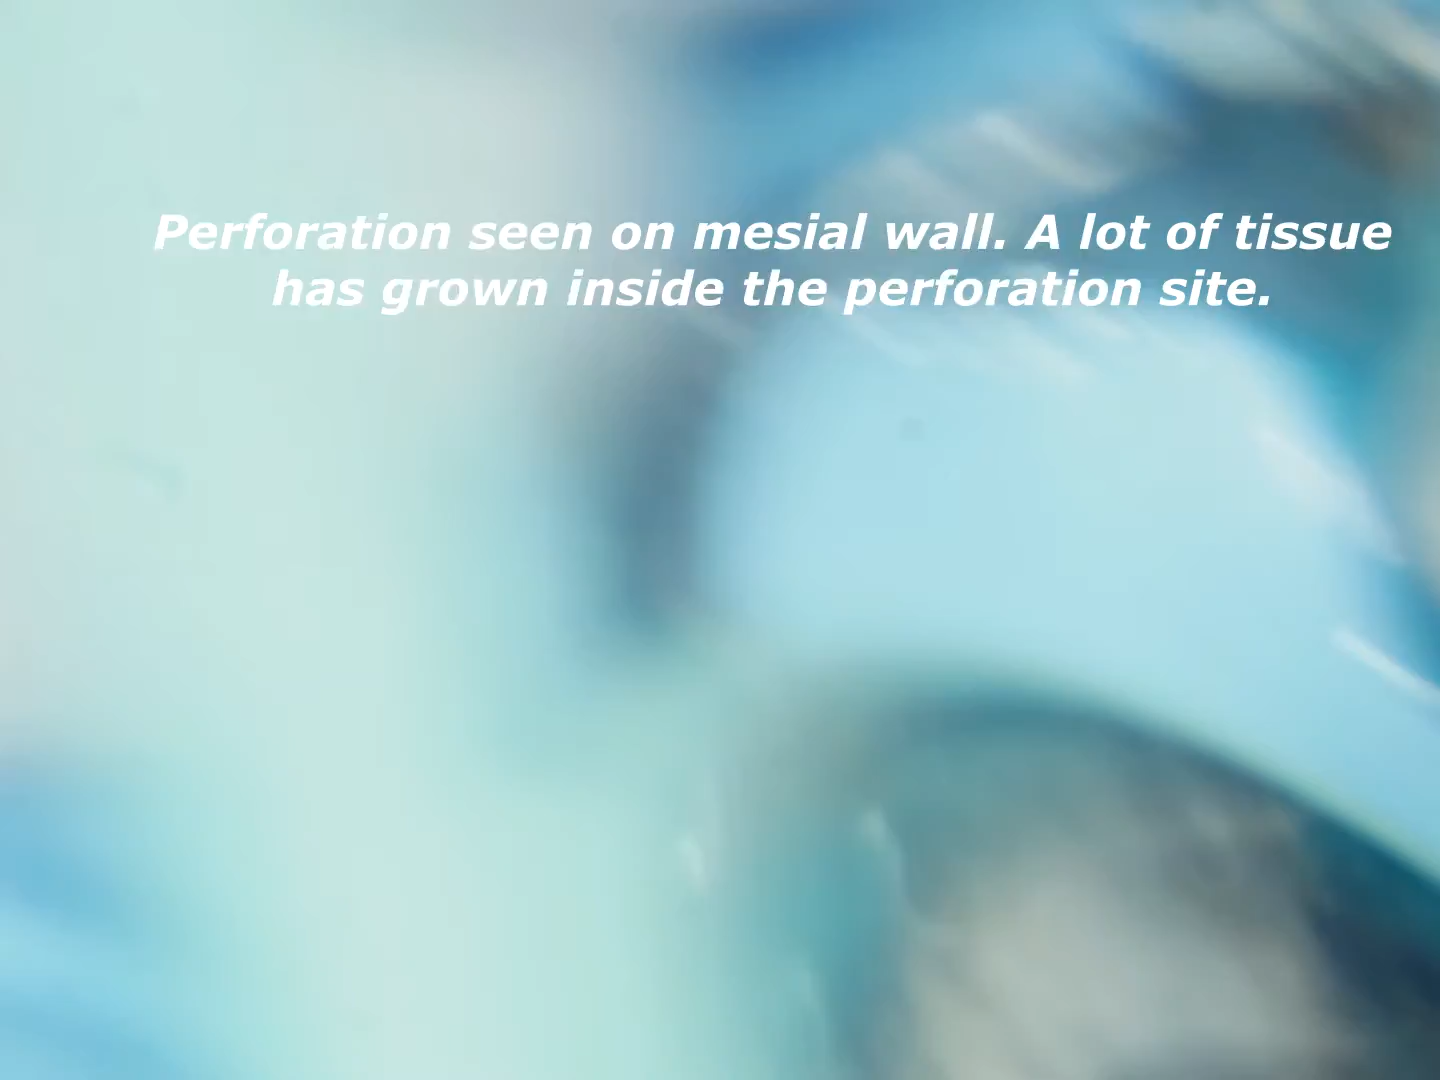 Perforation seen on mesial wall. A lot of tissue
has grown inside the perforation site.